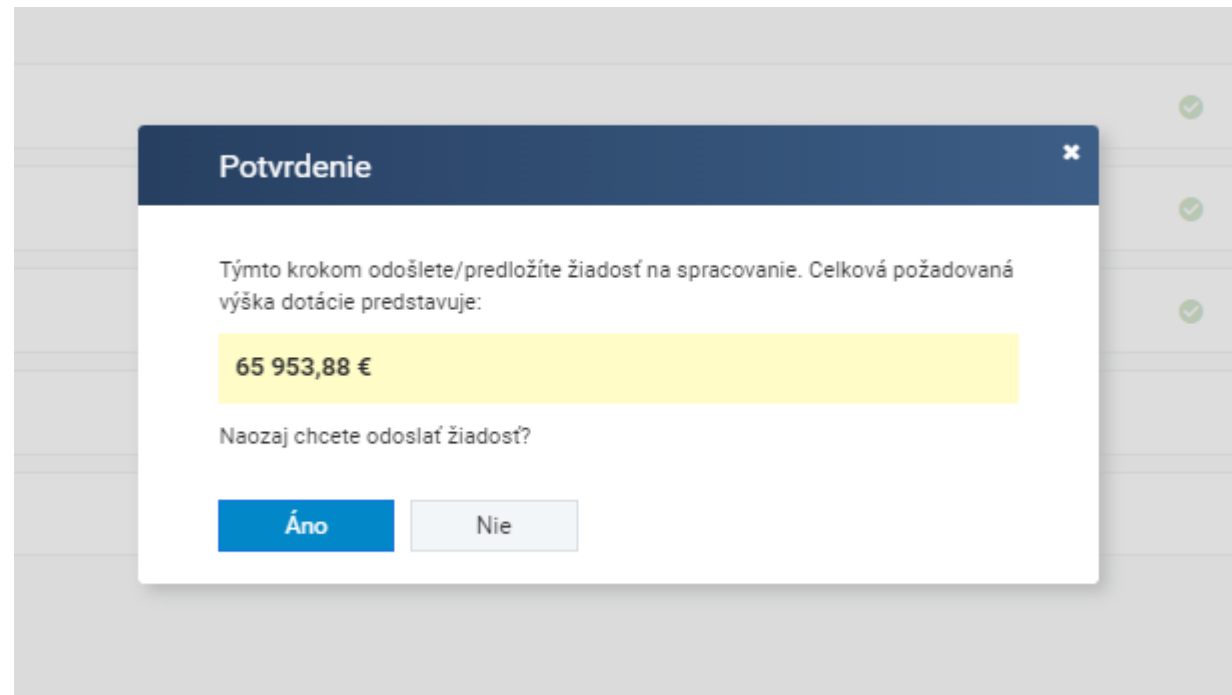 Potvrdenie
Týmto krokom odošlete/predložíte žiadosť na spracovanie. Celková požadovaná
výška dotácie predstavuje:
65 953,88 €
Naozaj chcete odoslať žiadosť?
Áno
Nie